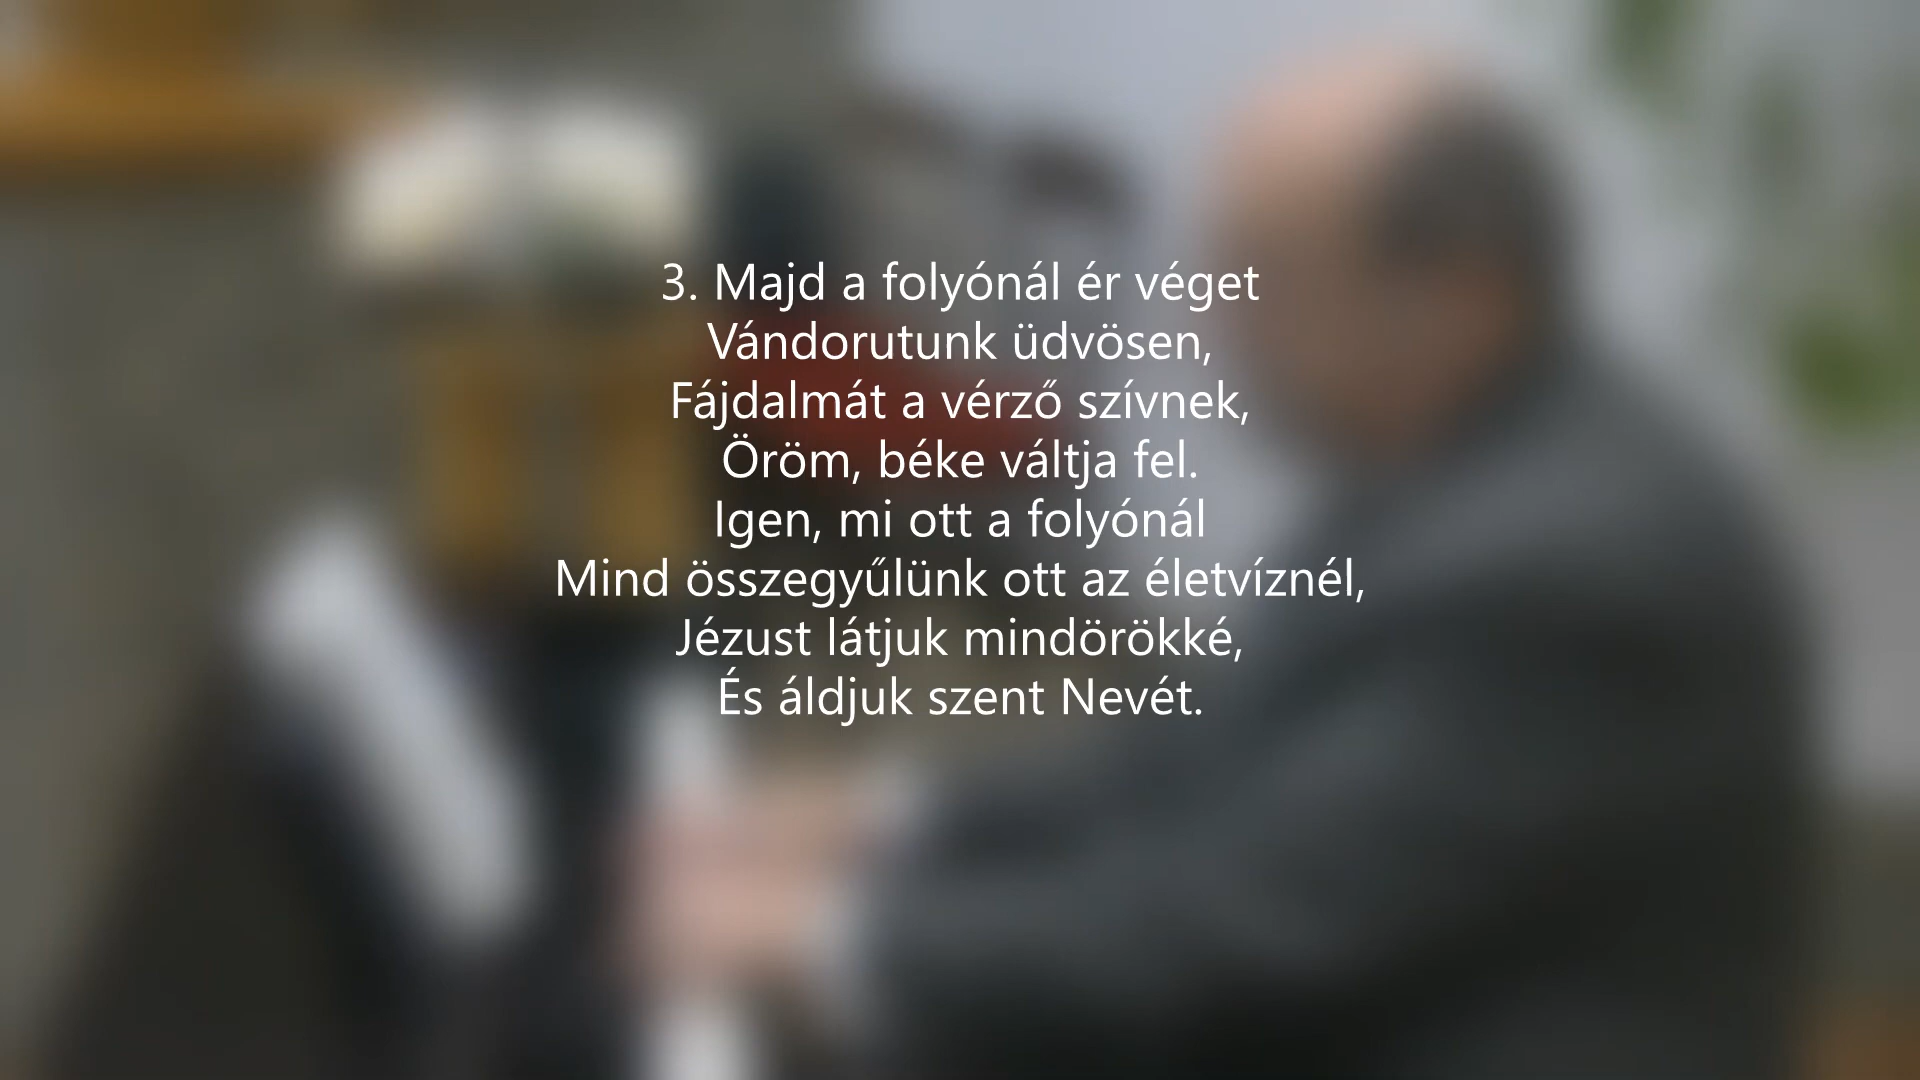 3. Majd a folyónál ér véget
Vándorutunk üdvösen,
Fájdalmát a vérző szívnek,
Öröm, béke váltja fel.
Igen, mi ott a folyónál
Mind összegyűlünk ott az életvíznél,
Jézust látjuk mindörökké,
És áldjuk szent Nevét.